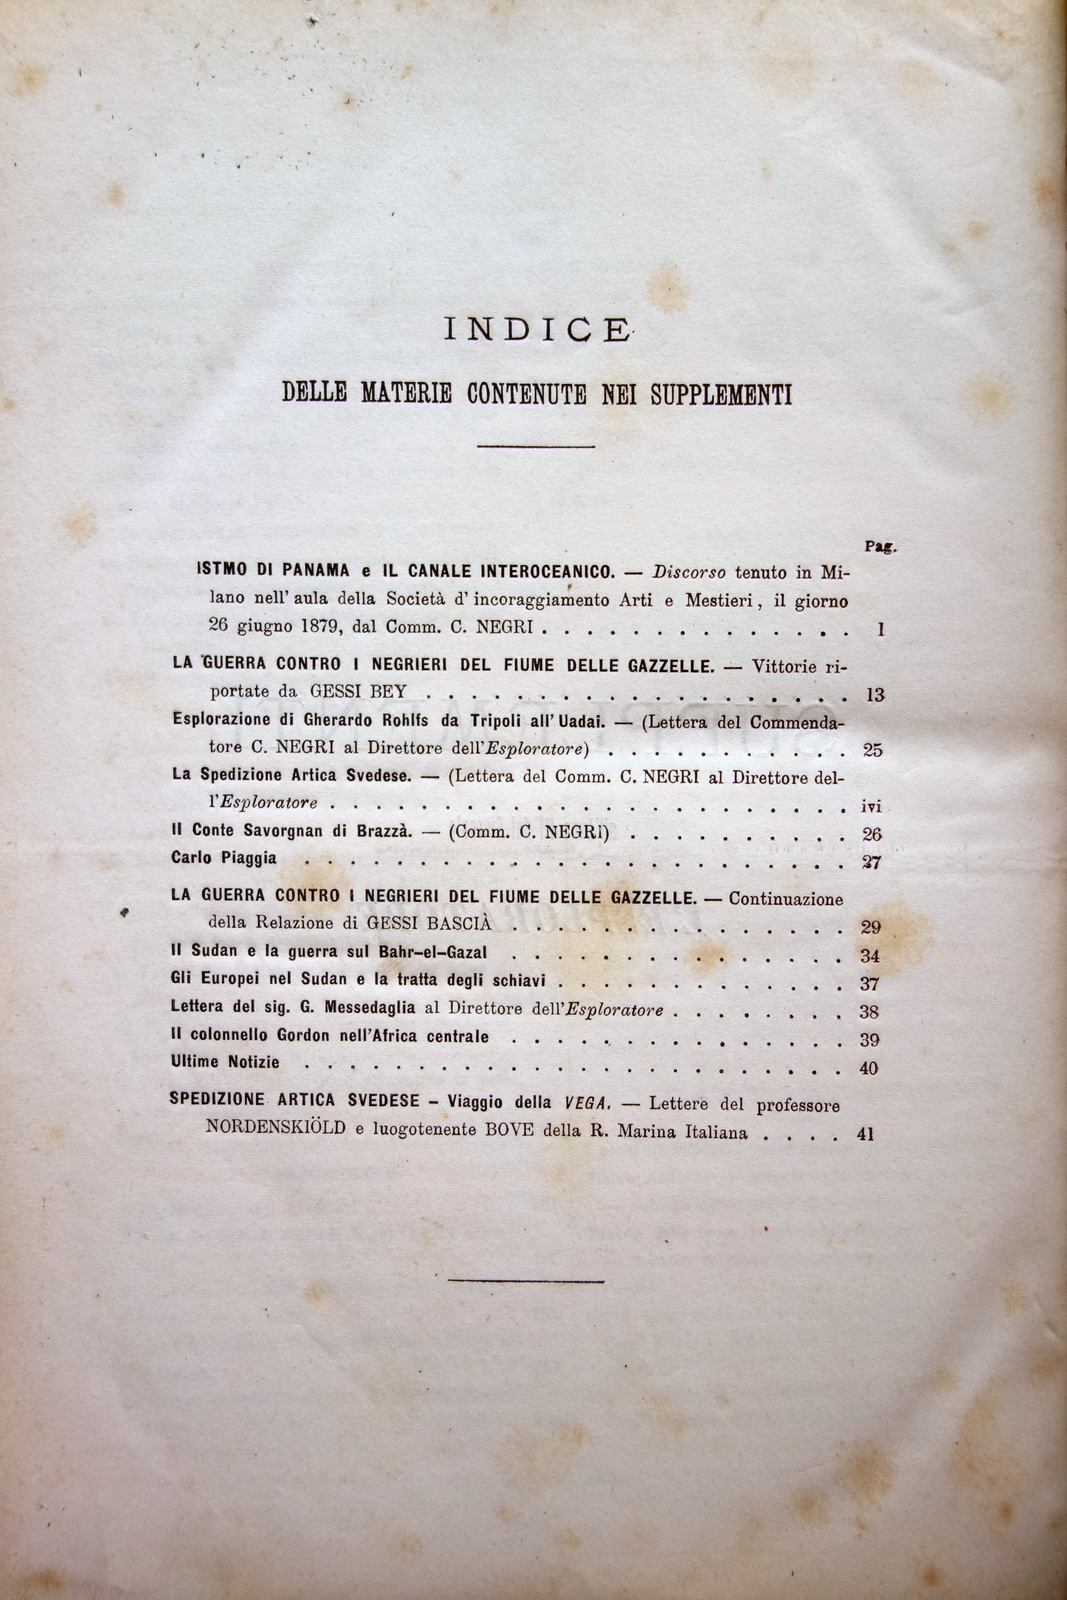 INDICE
DELLE MATERIE CONTENUTE NEI SUPPLEMENTI
Pag.
ISTMO DI PANAMA e IL CANALE INTEROCEANICO. — Discorso tenuto in Mi-
lano nell' aula della Società d' incoraggiamento Arti e Mestieri, il giorno
26 giugno 1879, dal Comm. C. NEGRI . . . . . . . . . . . . . . 1
LA GUERRA CONTRO I NEGRIERI DEL FIUME DELLE GAZZELLE. — Vittorie ri-
portate da GESSI BEY . . . . . . . . . . . . . . . . . . . 13
Esplorazione di Gherardo Rohlfs da Tripoli all' Uadai. — (Lettera del Commenda-
tore C. NEGRI al Direttore dell'Esploratore) . . . . . . . . . . . 25
La Spedizione Artica Svedese. — (Lettera del Comm. C. NEGRI al Direttore del-
l'Esploratore . . . . . . . . . . . . . . . . . . . . . . . ivi
Il Conte Savorgnan di Brazzà. — (Comm. C. NEGRI) . . . . . . . . . . 26
Carlo Piaggia . . . . . . . . . . . . . . . . . . . . . . . . 27
LA GUERRA CONTRO I NEGRIERI DEL FIUME DELLE GAZZELLE. — Continuazione
della Relazione di GESSI BASCIÀ . . . . . . . . . . . . . . . 29
Il Sudan e la guerra sul Bahr-el-Gazal . . . . . . . . . . . . . . . 34
Gli Europei nel Sudan e la tratta degli schiavi . . . . . . . . . . . . . 37
Lettera del sig. G. Messedaglia al Direttore dell'Esploratore . . . . . . . . 38
Il colonnello Gordon nell'Africa centrale . . . . . . . . . . . . . . . 39
Ultime Notizie . . . . . . . . . . . . . . . . . . . . . . . . 40
SPEDIZIONE ARTICA SVEDESE – Viaggio della VEGA. — Lettere del professore
NORDENSKIÖLD e luogotenente BOVE della R. Marina Italiana . . . . 41